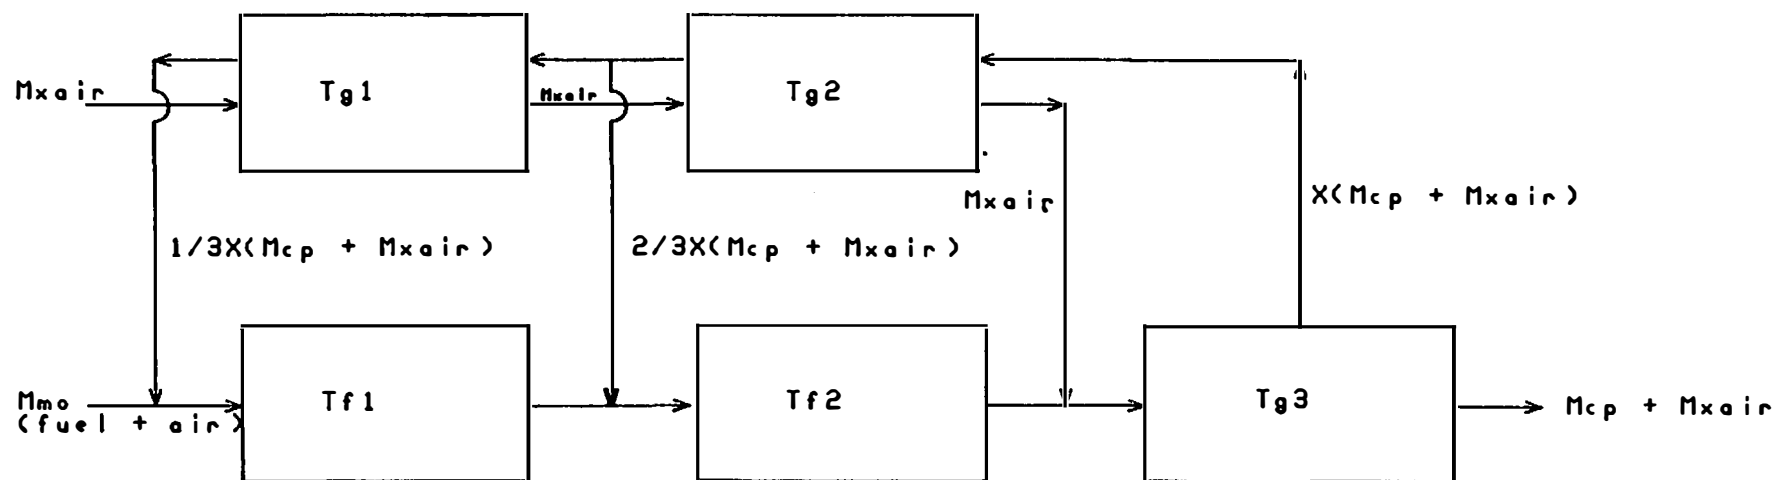 Tg1
Tg2
Mxair
Mxair
Mxair
X(Mcp + Mxair)
1/3X(Mcp + Mxair)
2/3X(Mcp + Mxair)
Mmo
(fuel + air)
Tf1
Tf2
Tg3
Mcp + Mxair